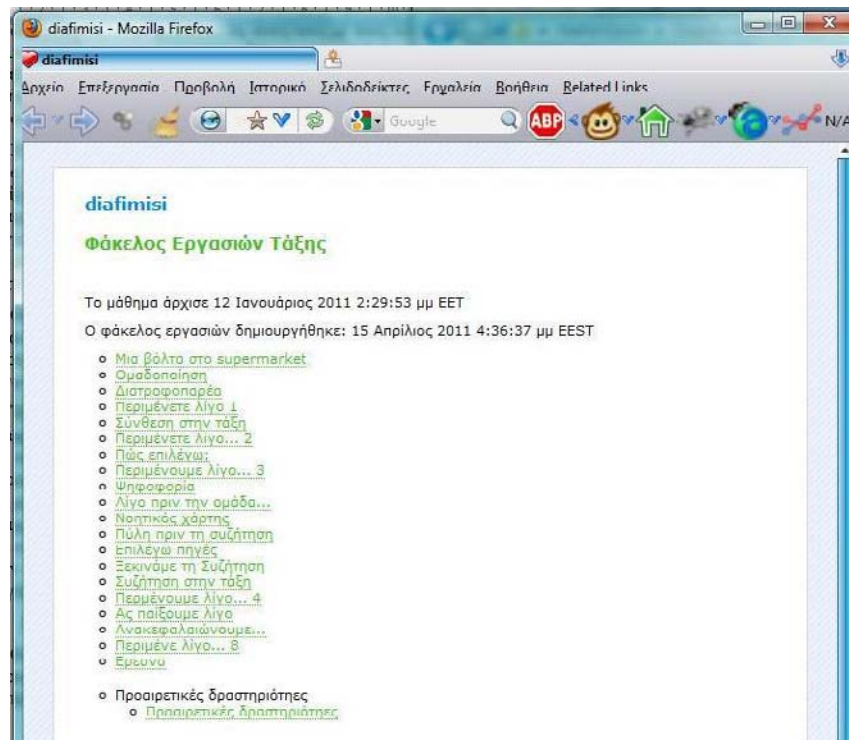 diafimisi - Mozilla Firefox
diafimisi
Αρχείο Επεξεργασία Προβολή Ιστορικό Σελιδοδείκτες Εργαλεία Βοήθεια Related Links
Google ABP N/A
diafimisi
Φάκελος Εργασιών Τάξης
Το μάθημα άρχισε 12 Ιανουάριος 2011 2:29:53 μμ EET
Ο φάκελος εργασιών δημιουργήθηκε: 15 Απρίλιος 2011 4:36:37 μμ EEST
Μια βόλτα στο supermarket
Ομαδοποίηση
Διατροφοπαρέα
Περιμένετε λίγο 1
Σύνθεση στην τάξη
Περιμένετε λίγο... 2
Πώς επιλέγω;
Περιμένουμε λίγο... 3
Ψηφοφορία
Λίγο πριν την ομάδα...
Νοητικός χάρτης
Πύλη πριν τη συζήτηση
Επιλέγω πηγές
Ξεκινάμε τη Συζήτηση
Συζήτηση στην τάξη
Περμένουμε λίγο... 4
Ας παίξουμε λίγο
Ανακεφαλαιώνουμε...
Περιμένε λίγο... 8
Έρευνα
Προαιρετικές δραστηριότητες
Προαιρετικές δραστηριότητες